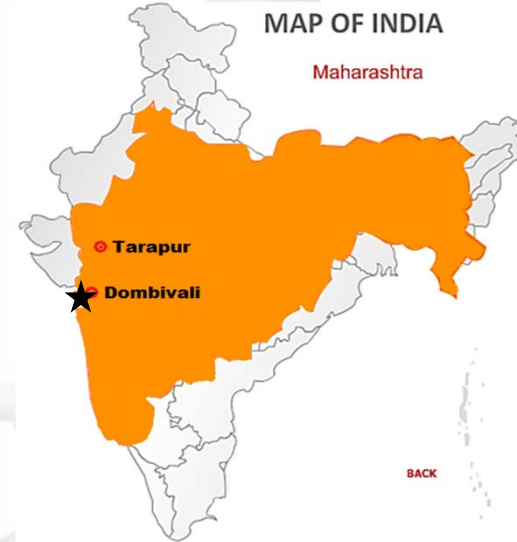 MAP OF INDIA
Maharashtra
Tarapur
Dombivali
BACK